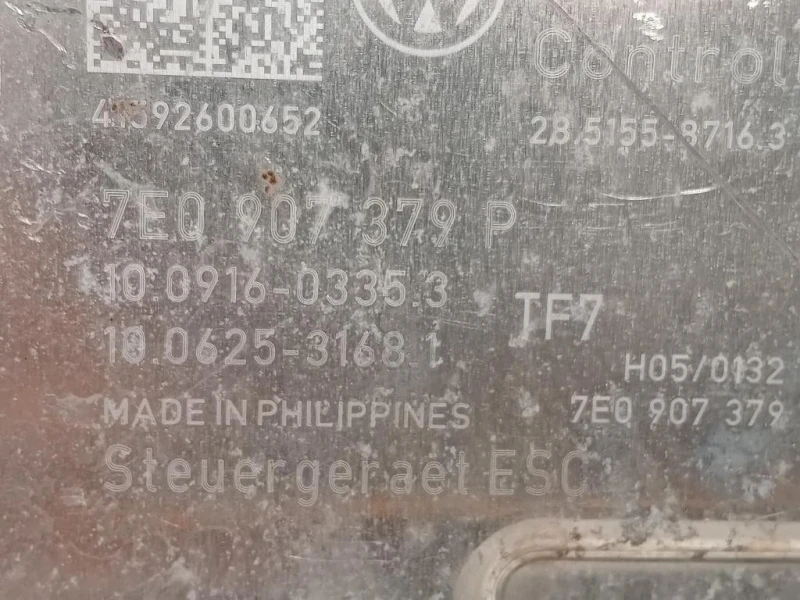 Control
41592600652
28.5155-8716.3
7E0 907 379 P
10.0916-0335.3
TF7
10.0625-3168.1
H05/0132
MADE IN PHILIPPINES
7E0 907 379
Steuergeraet ESC